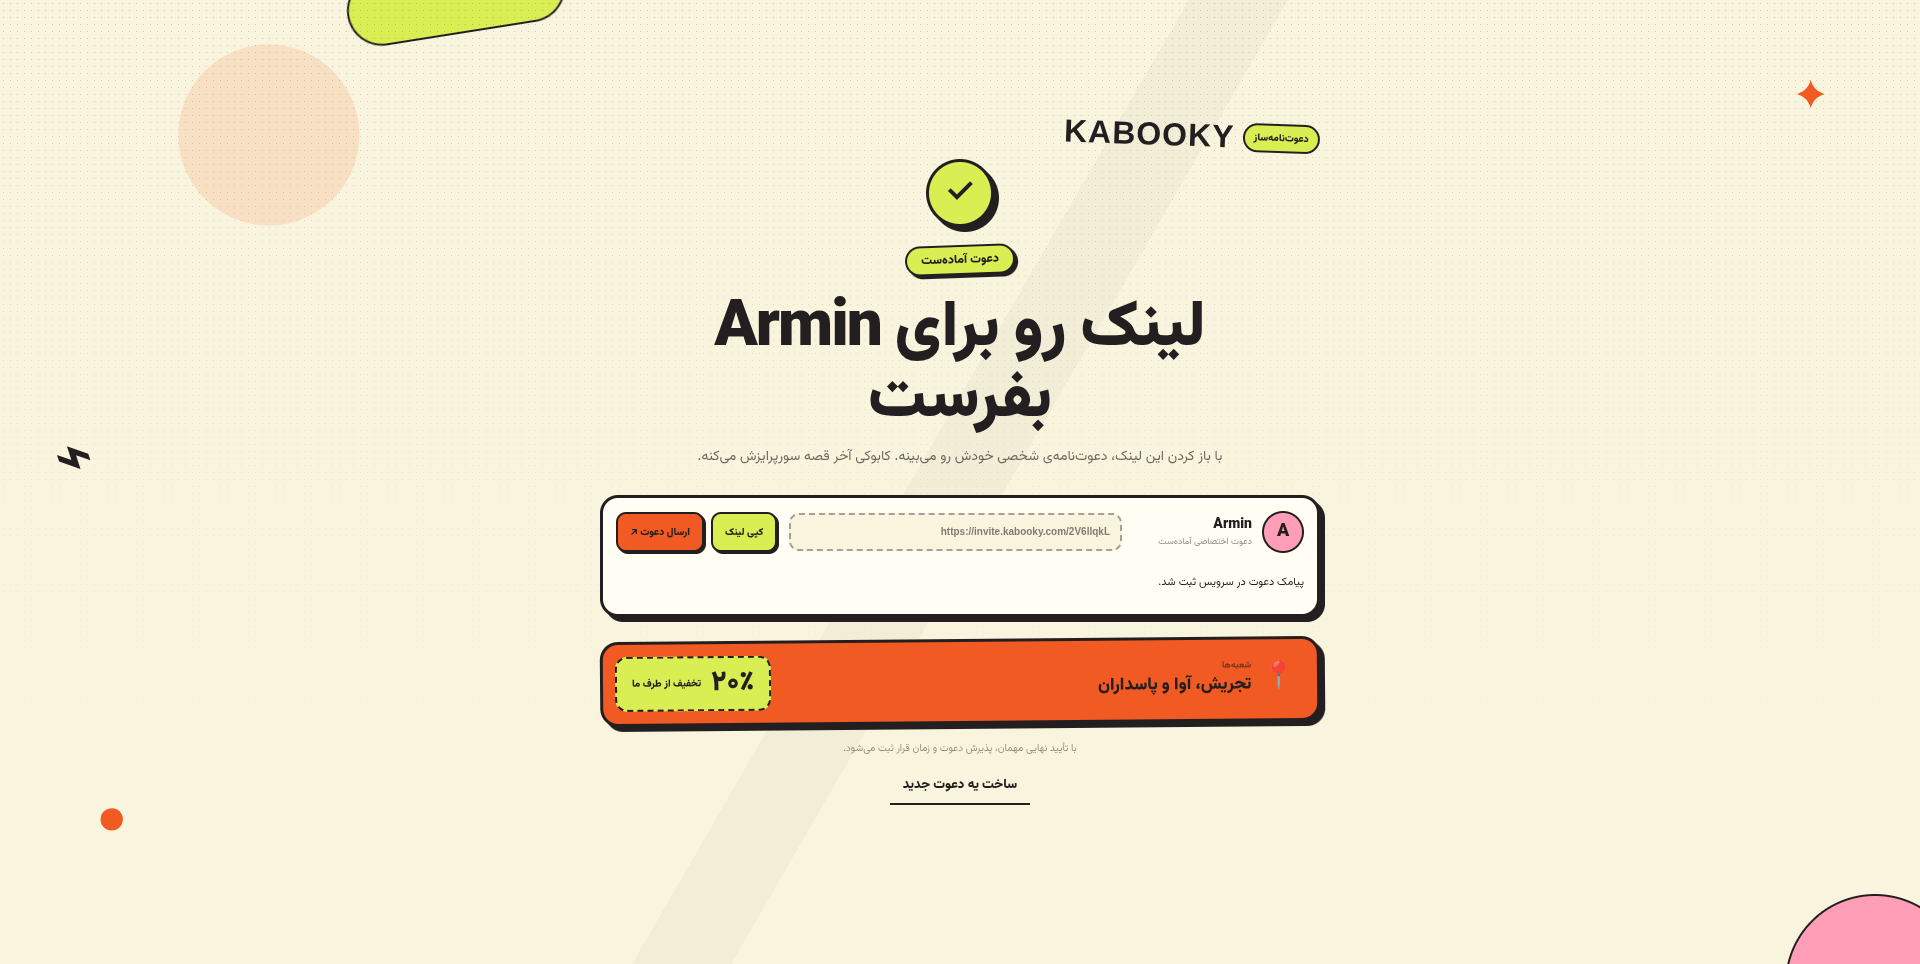 دعوت‌نامه‌ساز
KABOOKY
دعوت آماده‌ست
لینک رو برای Armin
بفرست
با باز کردن این لینک، دعوت‌نامه‌ی شخصی خودش رو می‌بینه. کابوکی آخر قصه سورپرایزش می‌کنه.
A
Armin
دعوت اختصاصی آماده‌ست
https://invite.kabooky.com/2V6IlqkL
کپی لینک
ارسال دعوت ↗
پیامک دعوت در سرویس ثبت شد.
شعبه‌ها
تجریش، آوا و پاسداران
۲۰٪
تخفیف از طرف ما
با تأیید نهایی مهمان، پذیرش دعوت و زمان قرار ثبت می‌شود.
ساخت یه دعوت جدید